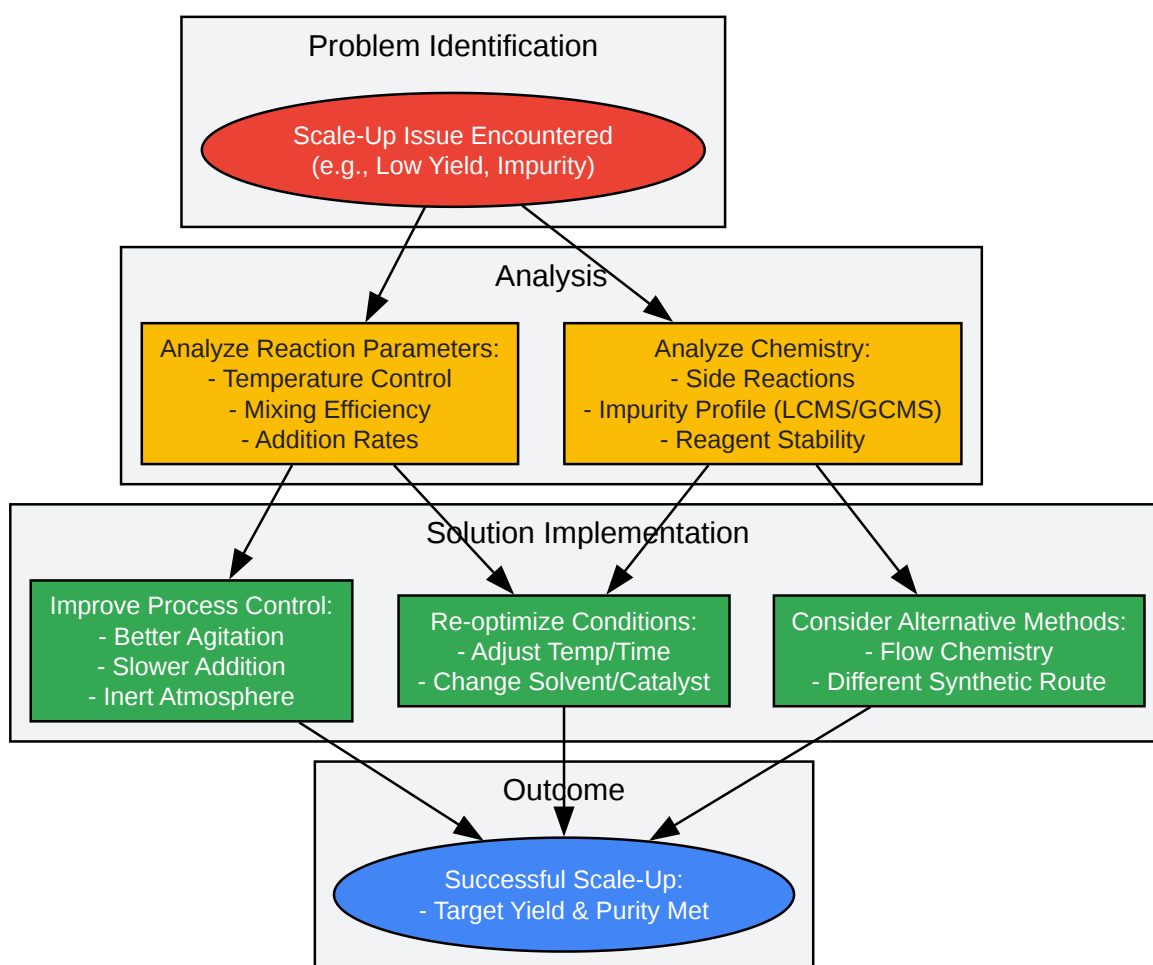 Problem Identification
Scale-Up Issue Encountered
(e.g., Low Yield, Impurity)
Analysis
Analyze Reaction Parameters:
- Temperature Control
- Mixing Efficiency
- Addition Rates
Analyze Chemistry:
- Side Reactions
- Impurity Profile (LCMS/GCMS)
- Reagent Stability
Solution Implementation
Improve Process Control:
- Better Agitation
- Slower Addition
- Inert Atmosphere
Re-optimize Conditions:
- Adjust Temp/Time
- Change Solvent/Catalyst
Consider Alternative Methods:
- Flow Chemistry
- Different Synthetic Route
Outcome
Successful Scale-Up:
- Target Yield & Purity Met